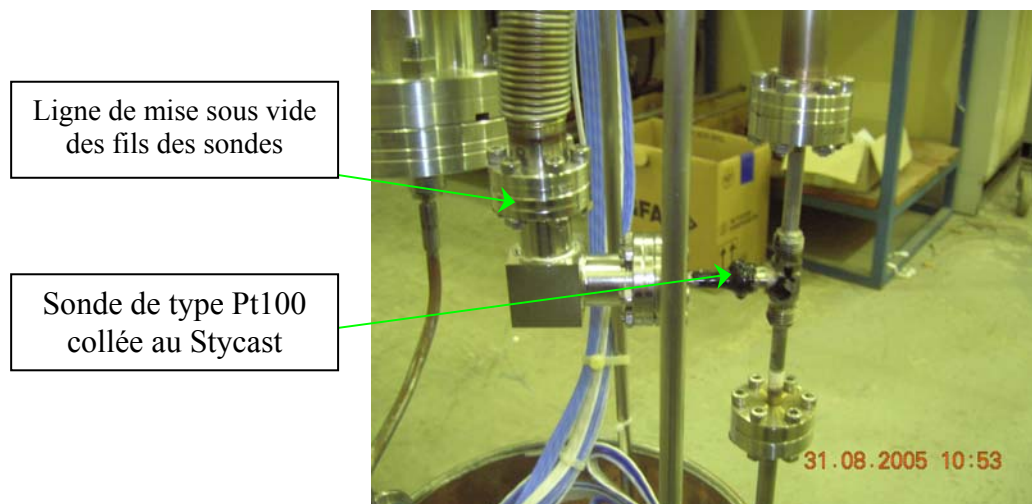 Ligne de mise sous vide
des fils des sondes
Sonde de type Pt100
collée au Stycast
31.08.2005 10:53